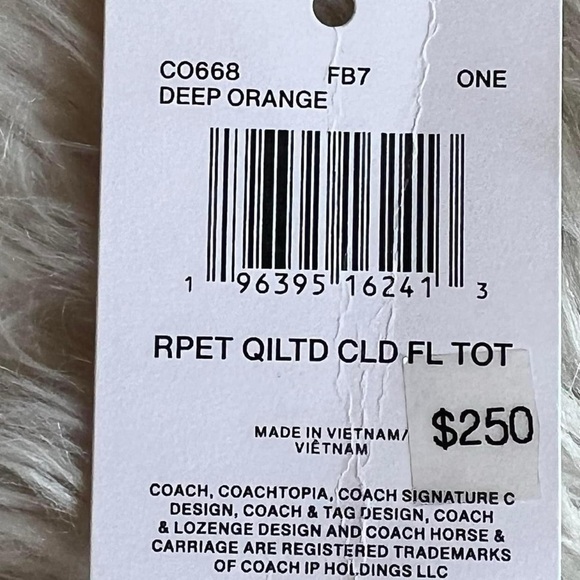 CO668 FB7 ONE
DEEP ORANGE
1 96395 16241 3
RPET QILTD CLD FL TOT
$250
MADE IN VIETNAM/
VIÊTNAM
COACH, COACHTOPIA, COACH SIGNATURE C
DESIGN, COACH & TAG DESIGN, COACH
& LOZENGE DESIGN AND COACH HORSE &
CARRIAGE ARE REGISTERED TRADEMARKS
OF COACH IP HOLDINGS LLC